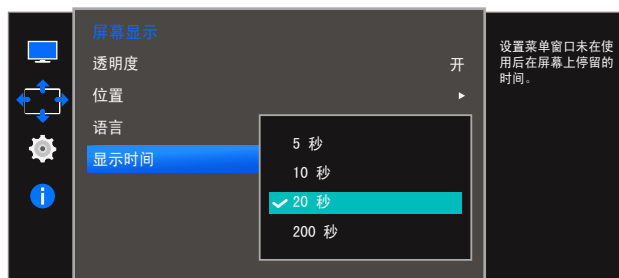 屏幕显示
透明度
开
位置
语言
显示时间
5 秒
10 秒
20 秒
200 秒
设置菜单窗口未在使
用后在屏幕上停留的
时间。